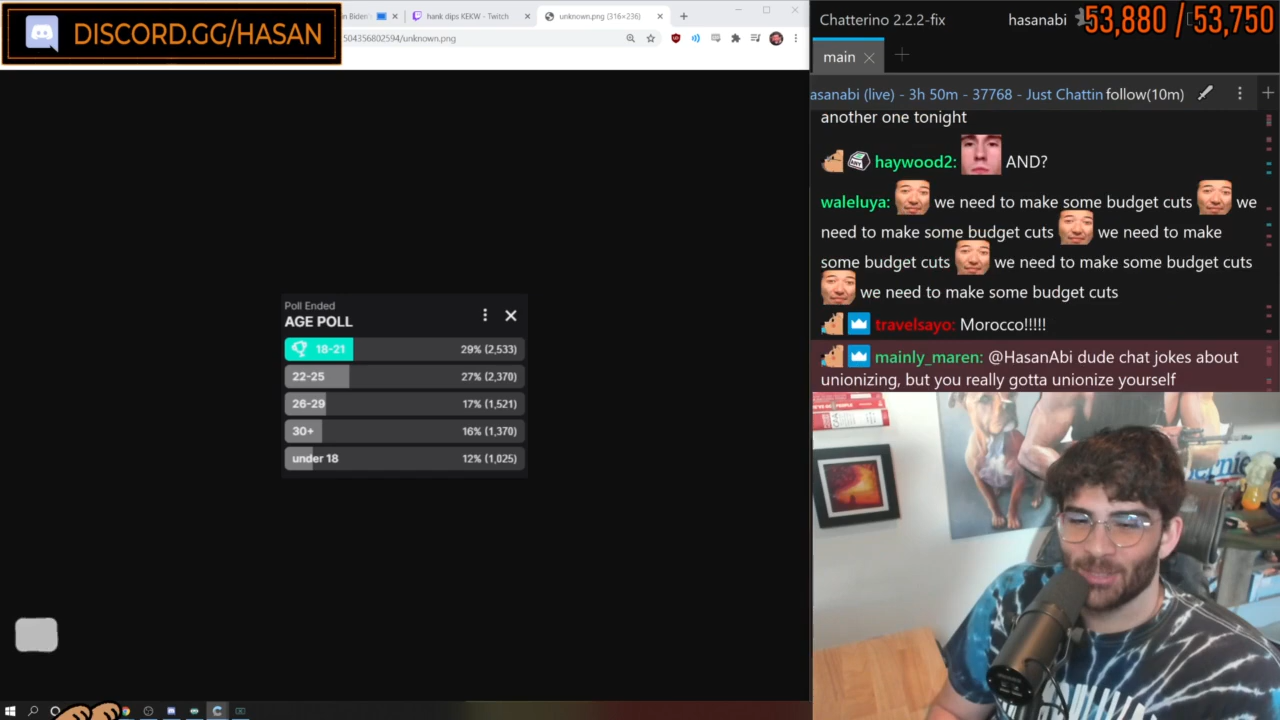 DISCORD.GG/HASAN
hank dips KEKW - Twitch
unknown.png (316×236)
504356802594/unknown.png
Poll Ended
AGE POLL
18-21 29% (2,533)
22-25 27% (2,370)
26-29 17% (1,521)
30+ 16% (1,370)
under 18 12% (1,025)
Chatterino 2.2.2-fix
hasanabi
53,880 / 53,750
main
asanabi (live) - 3h 50m - 37768 - Just Chattin follow(10m)
another one tonight
haywood2: AND?
waleluya: we need to make some budget cuts we
need to make some budget cuts we need to make
some budget cuts we need to make some budget cuts
we need to make some budget cuts
travelsayo: Morocco!!!!!
mainly_maren: @HasanAbi dude chat jokes about
unionizing, but you really gotta unionize yourself
Bernie